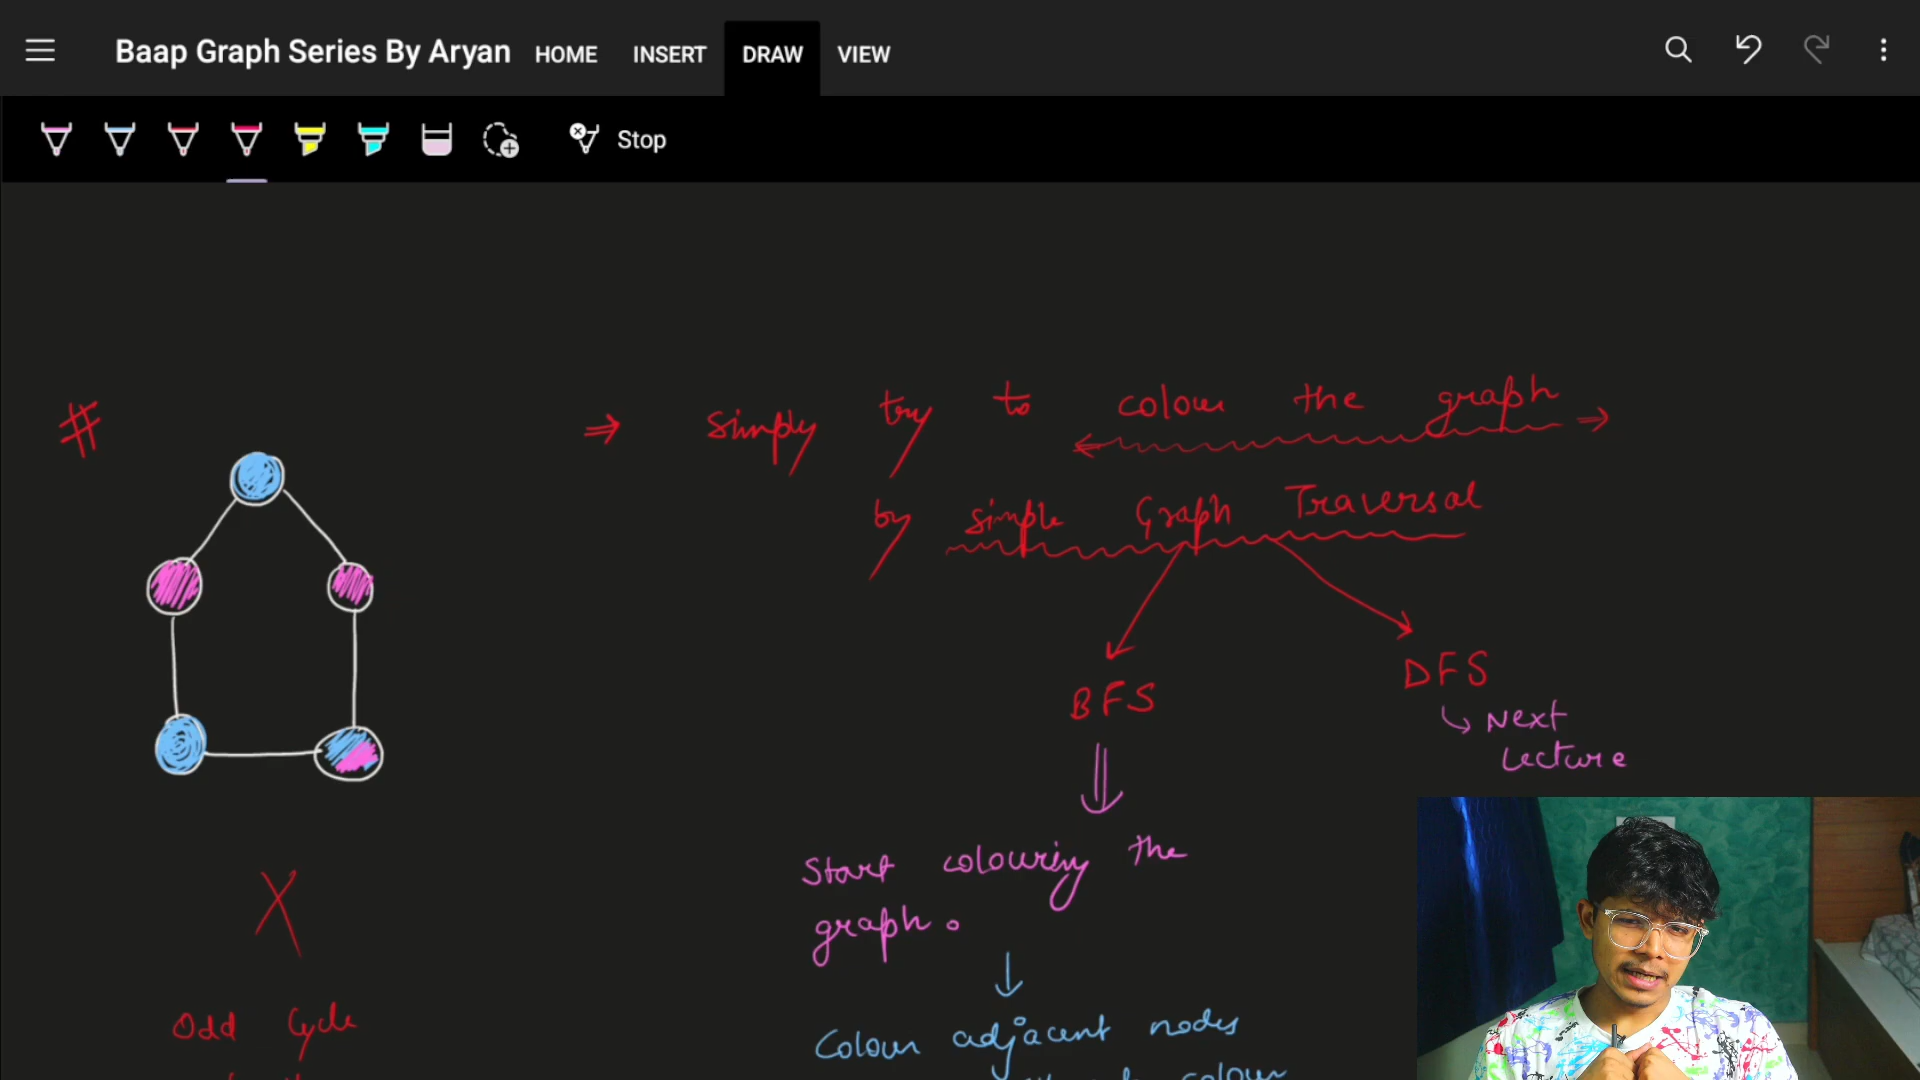 Baap Graph Series By Aryan HOME INSERT DRAW VIEW
Stop
#
⇒ Simply try to colour the graph
by simple Graph Traversal
BFS
DFS
↳ Next
Lecture
Start colouring the
graph.
Colour adjacent nodes
colour
X
Odd Cycle